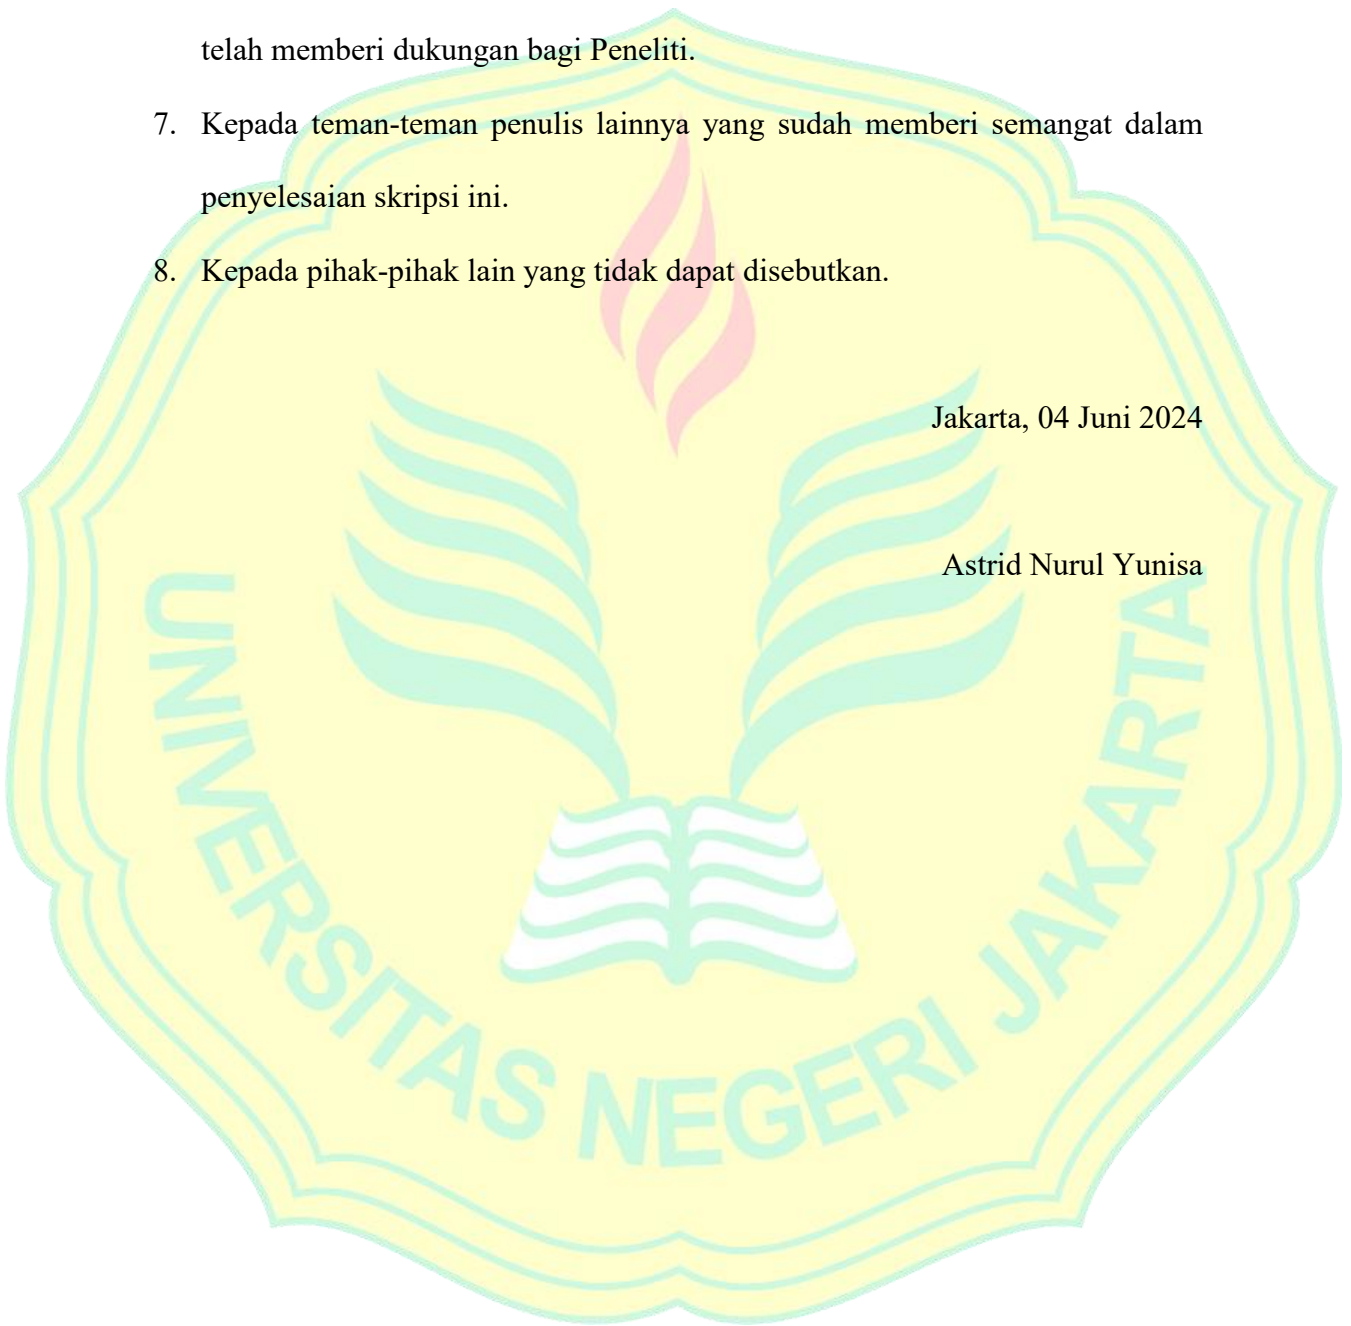 telah memberi dukungan bagi Peneliti.
7. Kepada teman-teman penulis lainnya yang sudah memberi semangat dalam
penyelesaian skripsi ini.
8. Kepada pihak-pihak lain yang tidak dapat disebutkan.
Jakarta, 04 Juni 2024
Astrid Nurul Yunisa
UNIVERSITAS NEGERI JAKARTA